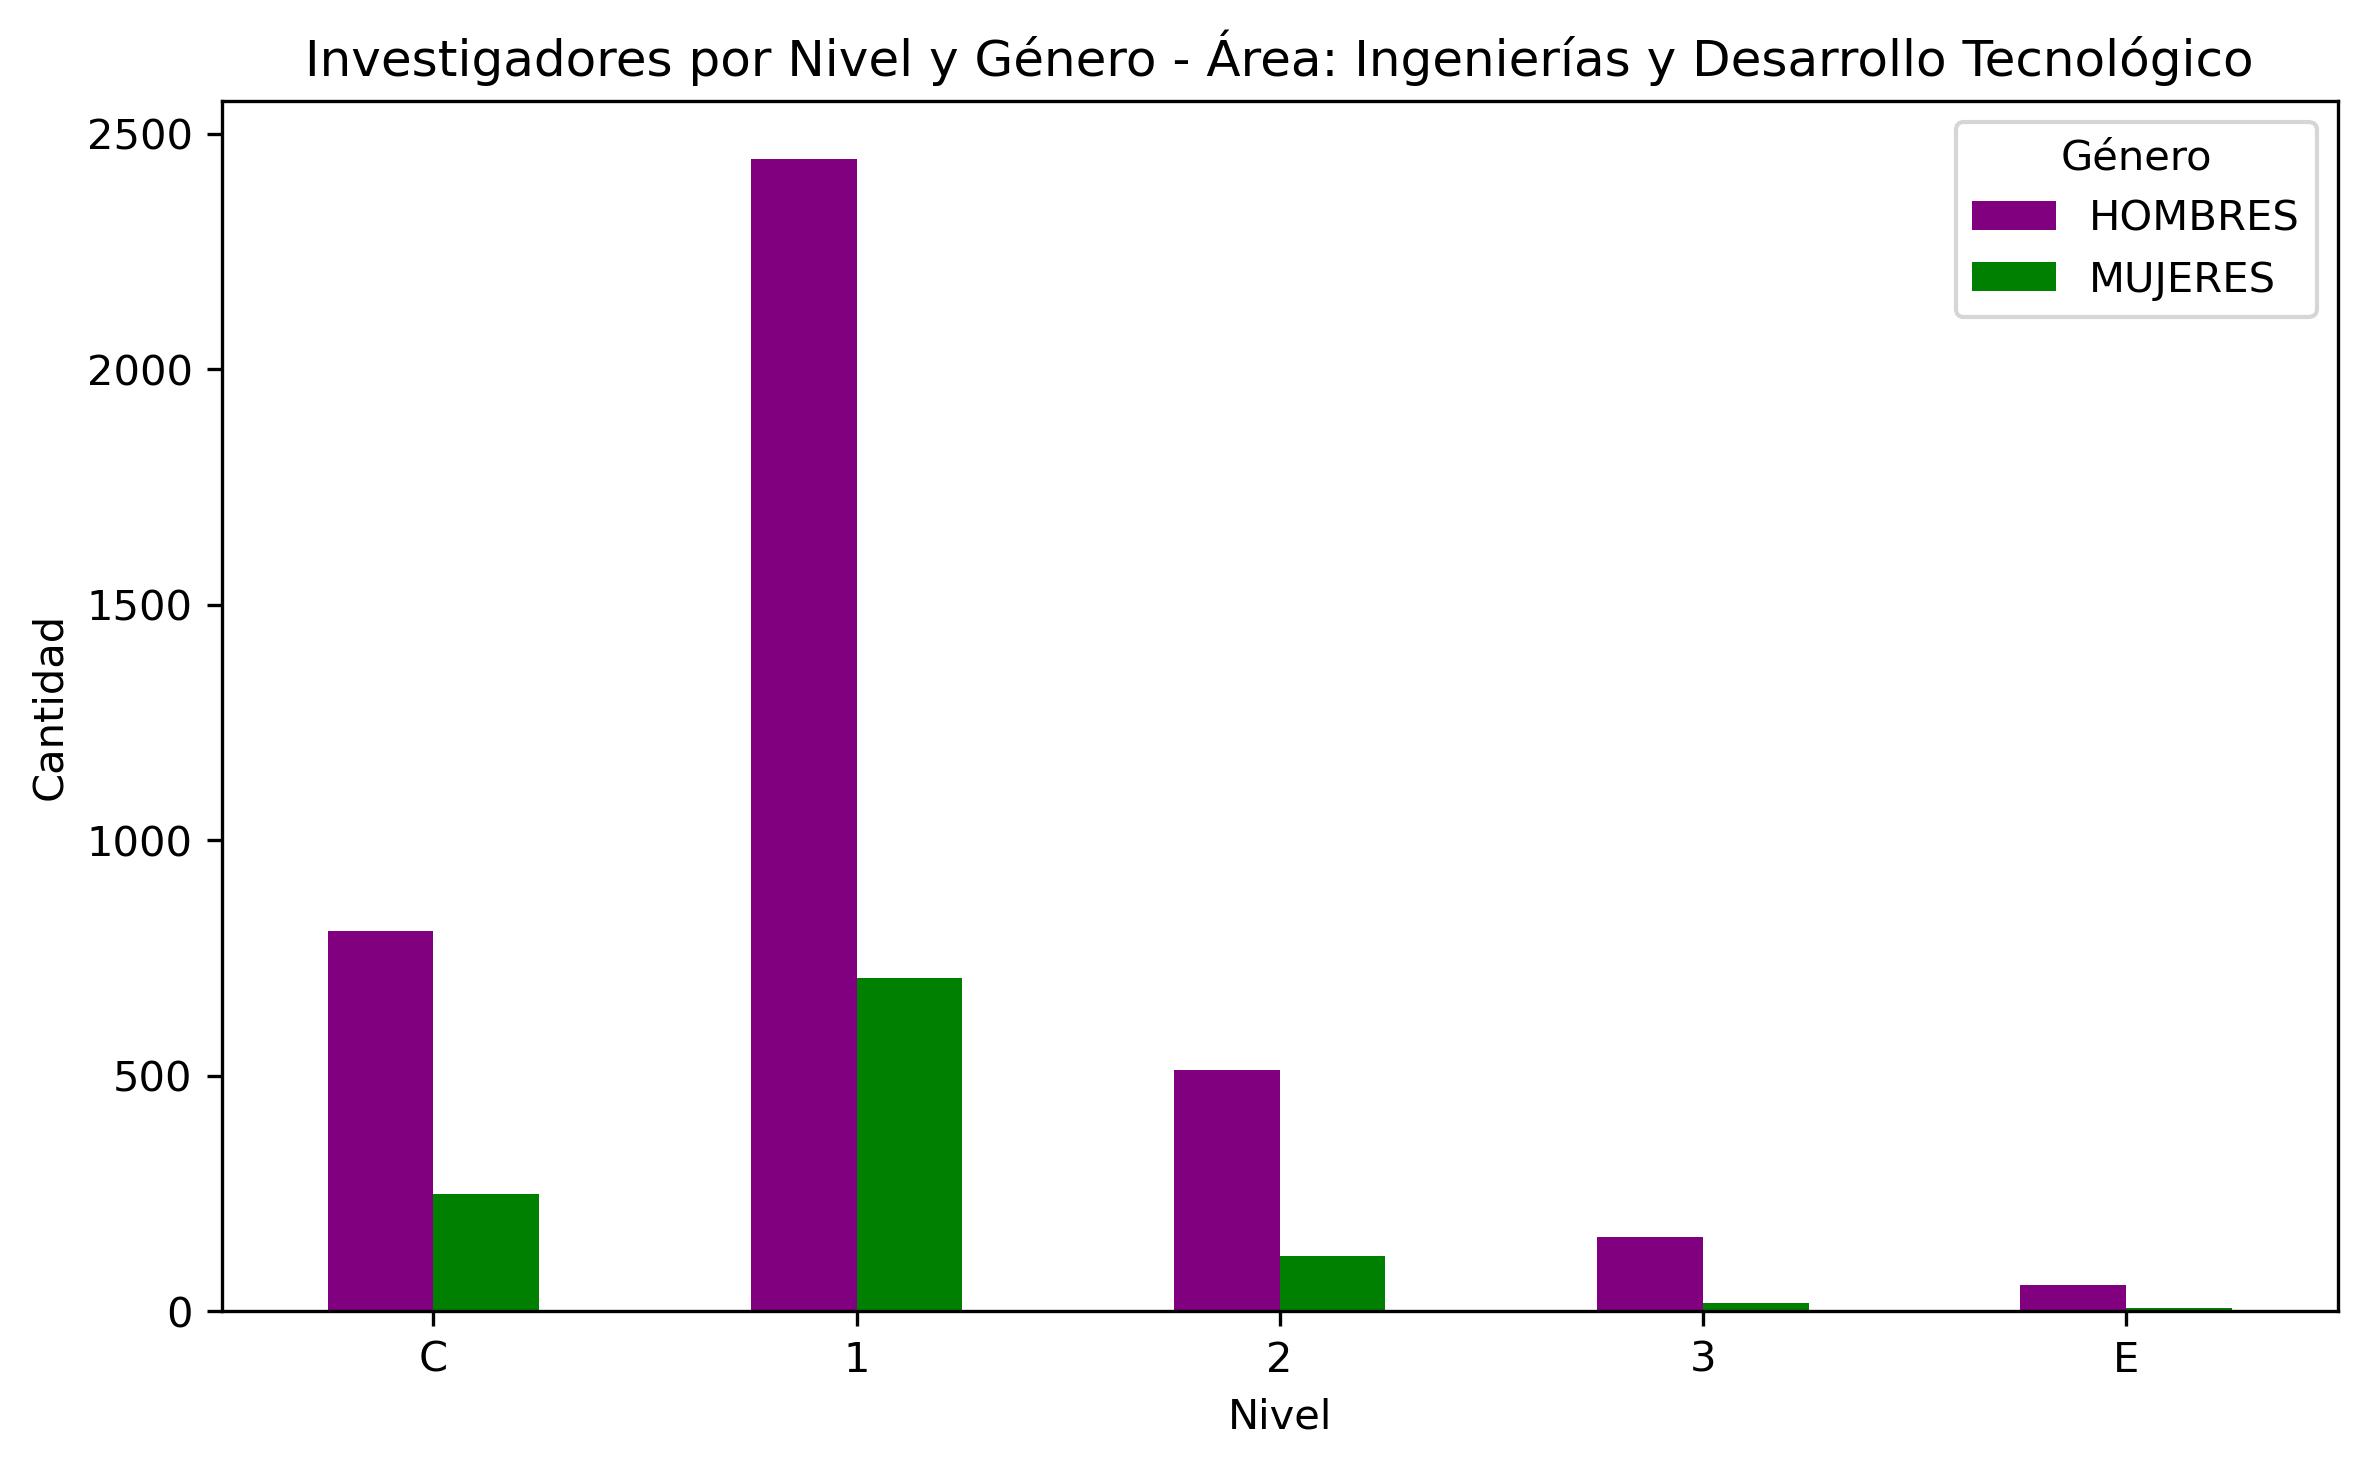 Investigadores por Nivel y Género - Área: Ingenierías y Desarrollo Tecnológico
2500
2000
1500
1000
500
0
Cantidad
Género
HOMBRES
MUJERES
C
1
2
3
E
Nivel